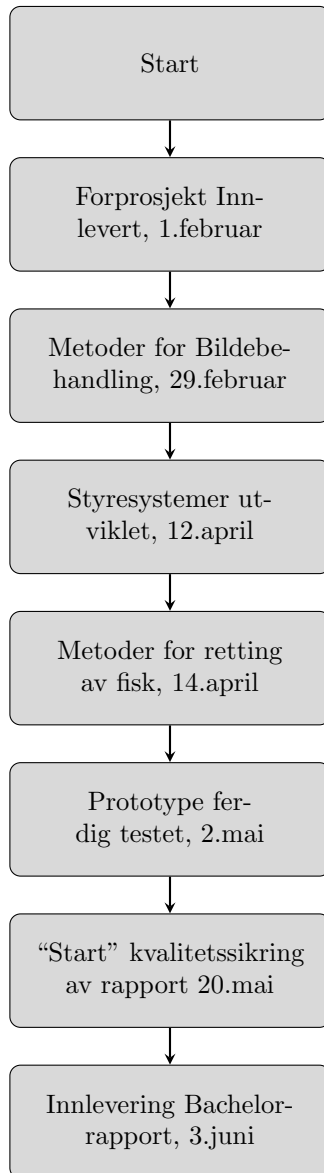 Start
Forprosjekt Inn-
levert, 1.februar
Metoder for Bildebe-
handling, 29.februar
Styresystemer ut-
viklet, 12.april
Metoder for retting
av fisk, 14.april
Prototype fer-
dig testet, 2.mai
“Start” kvalitetssikring
av rapport 20.mai
Innlevering Bachelor-
rapport, 3.juni